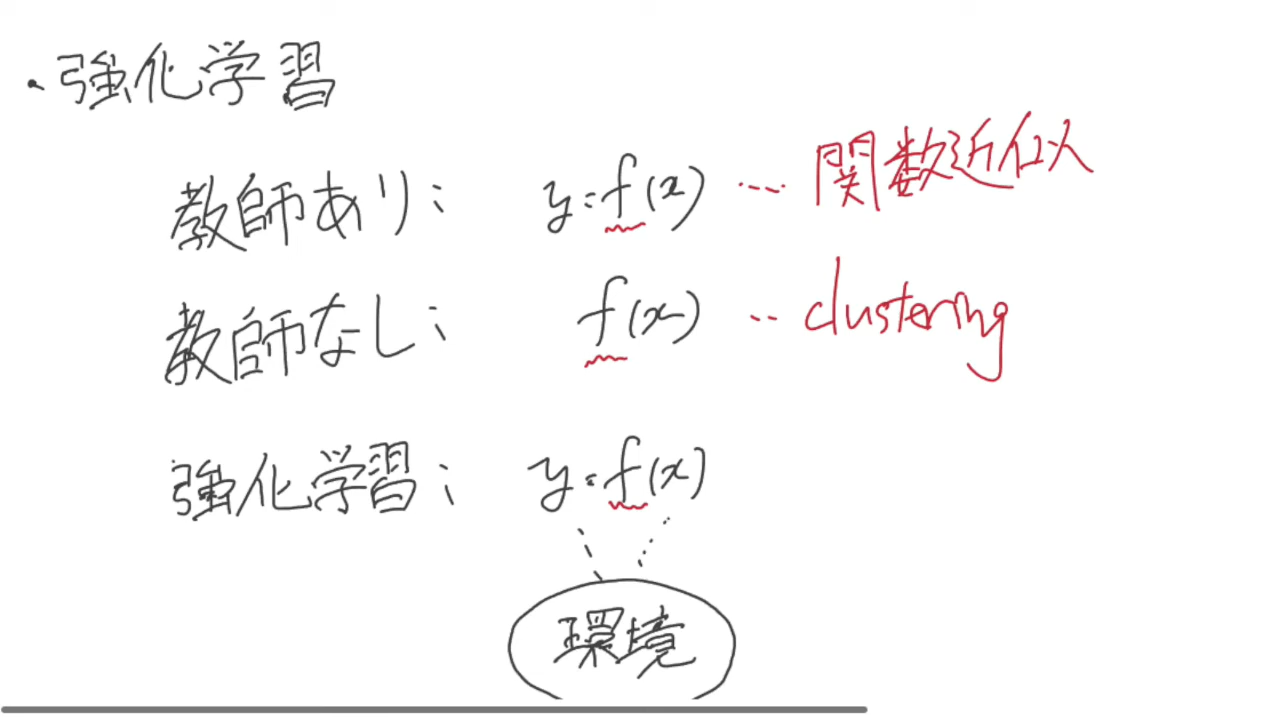 ・強化学習
教師あり: y=f(x) ... 関数近似
教師なし: f(x) ... clustering
強化学習: y=f(x)
環境